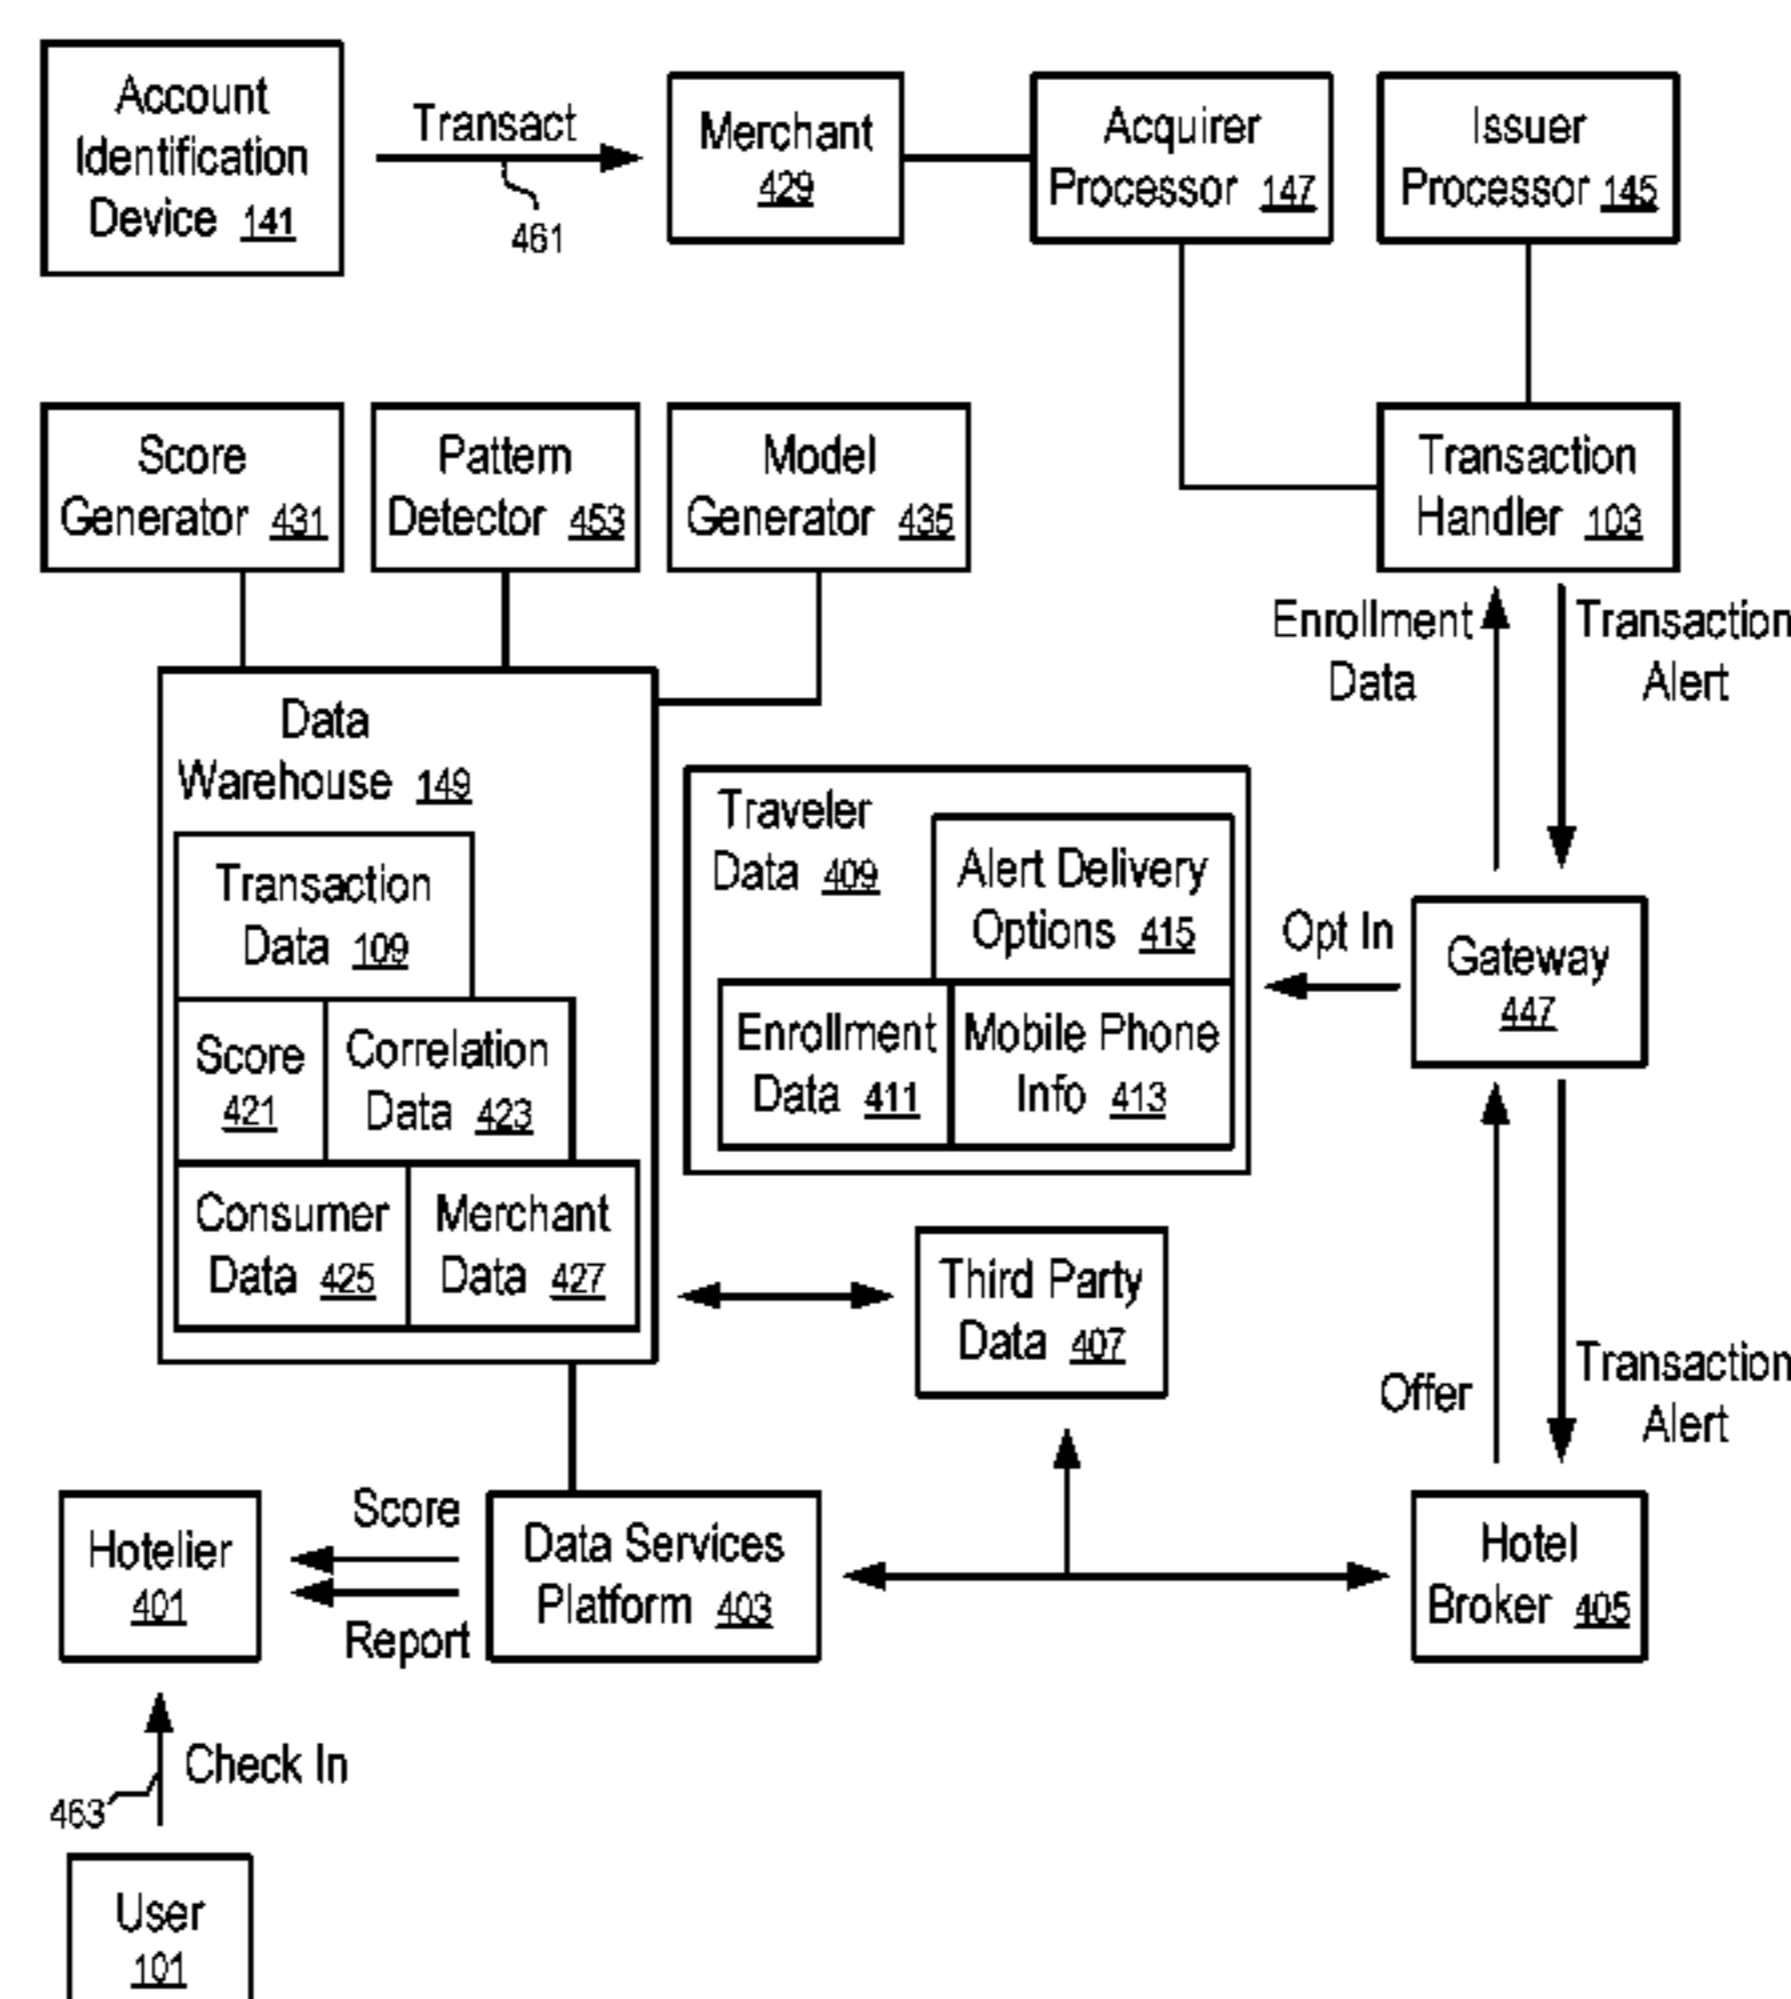 Account
Identification
Device 141
Transact
461
Merchant
429
Acquirer
Processor 147
Issuer
Processor 145
Score
Generator 431
Pattern
Detector 453
Model
Generator 435
Transaction
Handler 103
Enrollment
Data
Transaction
Alert
Data
Warehouse 149
Transaction
Data 109
Score
421
Correlation
Data 423
Consumer
Data 425
Merchant
Data 427
Traveler
Data 409
Alert Delivery
Options 415
Enrollment
Data 411
Mobile Phone
Info 413
Opt In
Gateway
447
Third Party
Data 407
Offer
Transaction
Alert
Hotelier
401
Score
Report
Data Services
Platform 403
Hotel
Broker 405
Check In
463
User
101